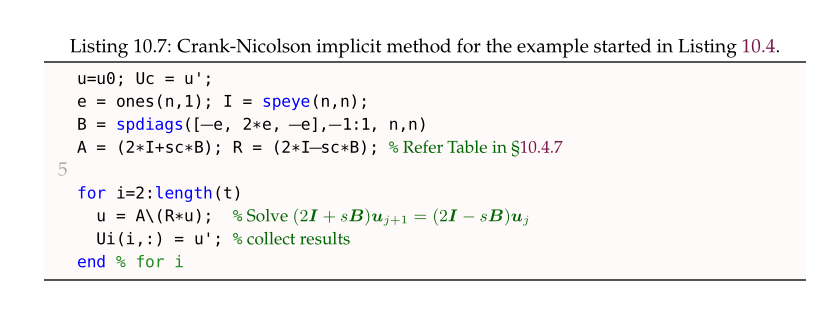 Listing 10.7: Crank-Nicolson implicit method for the example started in Listing 10.4.
u=u0; Uc = u';
e = ones(n,1); I = speye(n,n);
B = spdiags([−e, 2*e, −e],−1:1, n,n)
A = (2*I+sc*B); R = (2*I−sc*B); % Refer Table in §10.4.7
5
for i=2:length(t)
  u = A\(R*u);  % Solve (2I + sB)u_{j+1} = (2I − sB)u_j
  Ui(i,:) = u'; % collect results
end % for i